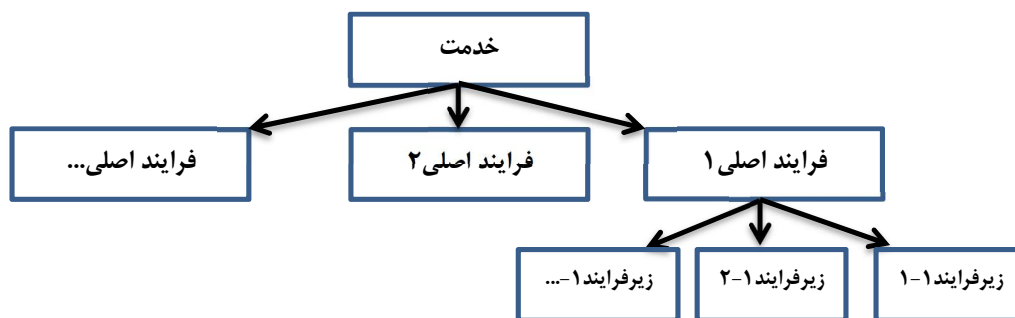 خدمت
فرایند اصلی۱
فرایند اصلی۲
فرایند اصلی...
زیرفرایند۱-۱
زیرفرایند۱-۲
زیرفرایند۱-...